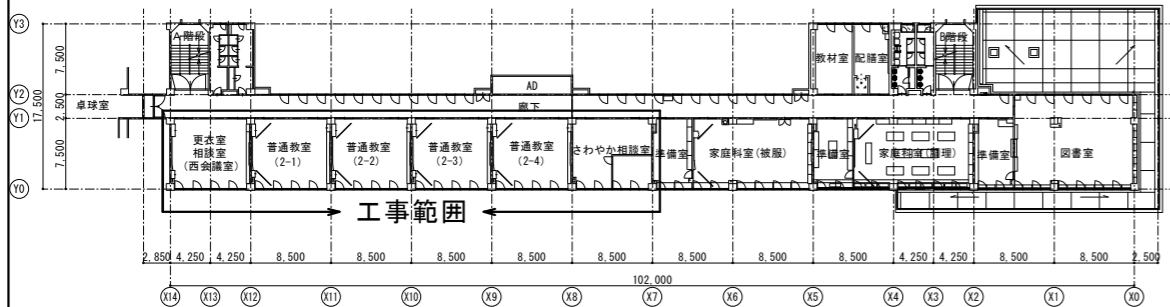 Y3
A階段
B階段
7,500
教材室
配膳室
17,500
Y2
AD
卓球室
2,500
廊下
Y1
更衣室
相談室
(西会議室)
普通教室
(2-1)
普通教室
(2-2)
普通教室
(2-3)
普通教室
(2-4)
さわやか相談室
準備室
家庭科室(被服)
準備室
家庭科室(調理)
準備室
図書室
7,500
Y0
工事範囲
2,850 4,250 4,250 8,500 8,500 8,500 8,500 8,500 8,500 8,500 8,500 4,250 4,250 8,500 8,500 2,500
102,000
X14 X13 X12 X11 X10 X9 X8 X7 X6 X5 X4 X3 X2 X1 X0